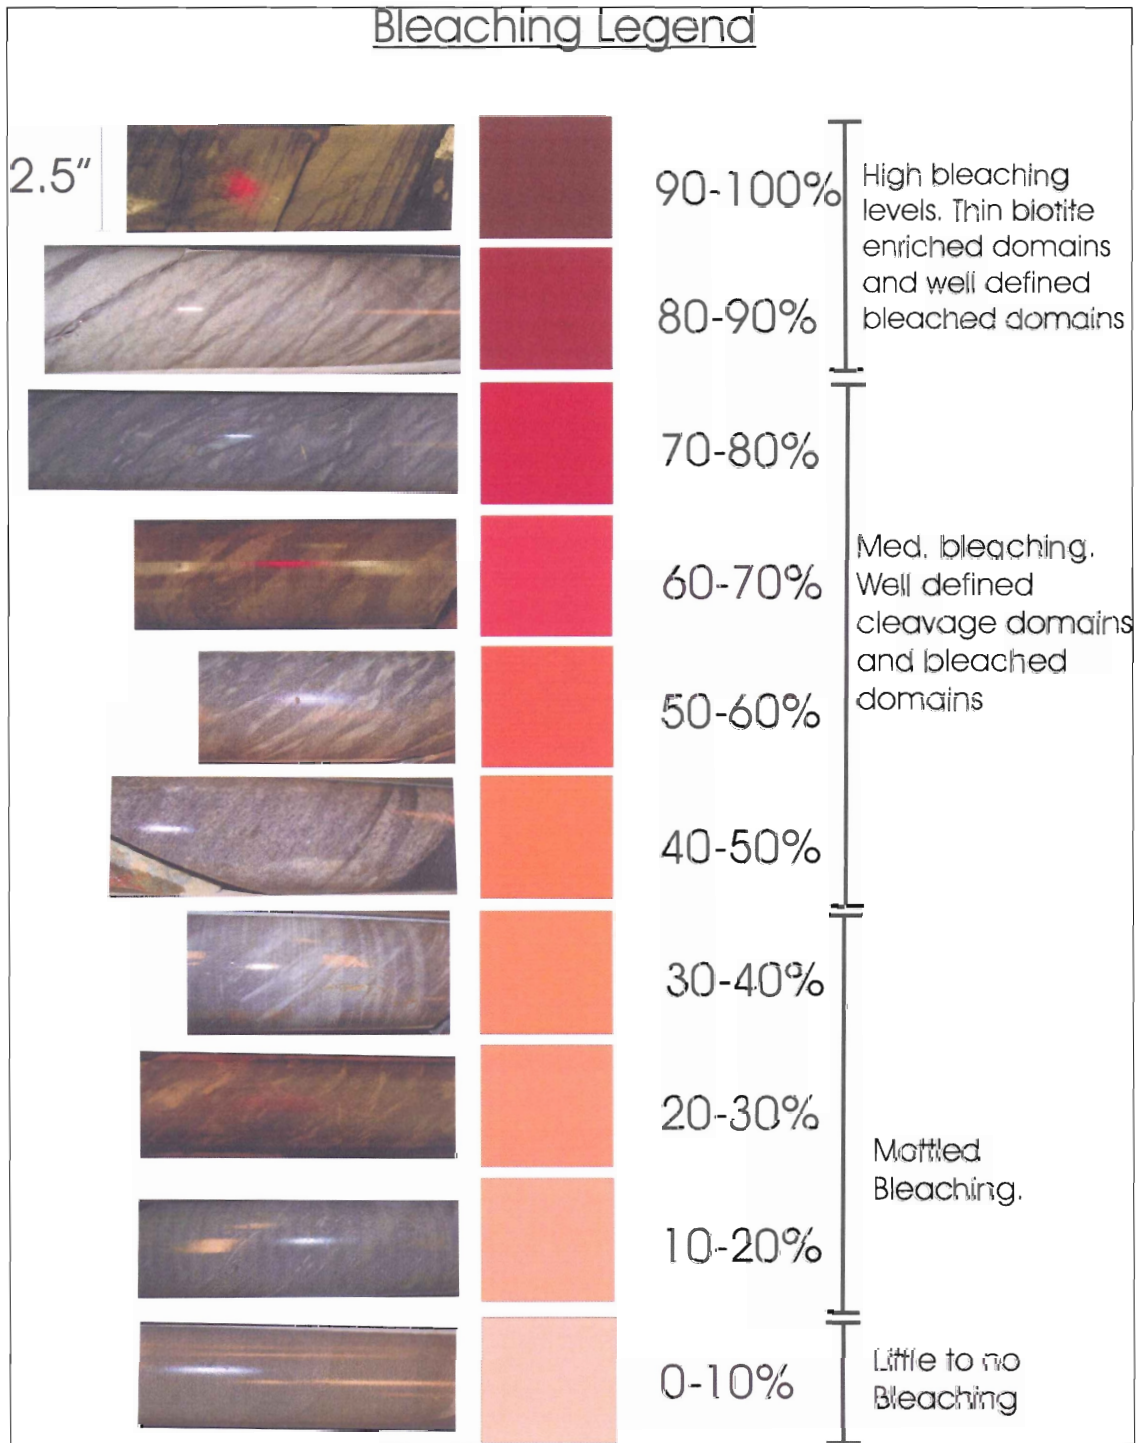 Bleaching Legend
2.5"
90-100%
High bleaching
levels. Thin biotite
enriched domains
and well defined
bleached domains
80-90%
70-80%
60-70%
Med. bleaching.
Well defined
cleavage domains
and bleached
domains
50-60%
40-50%
30-40%
20-30%
Mottled
Bleaching.
10-20%
0-10%
Little to no
Bleaching